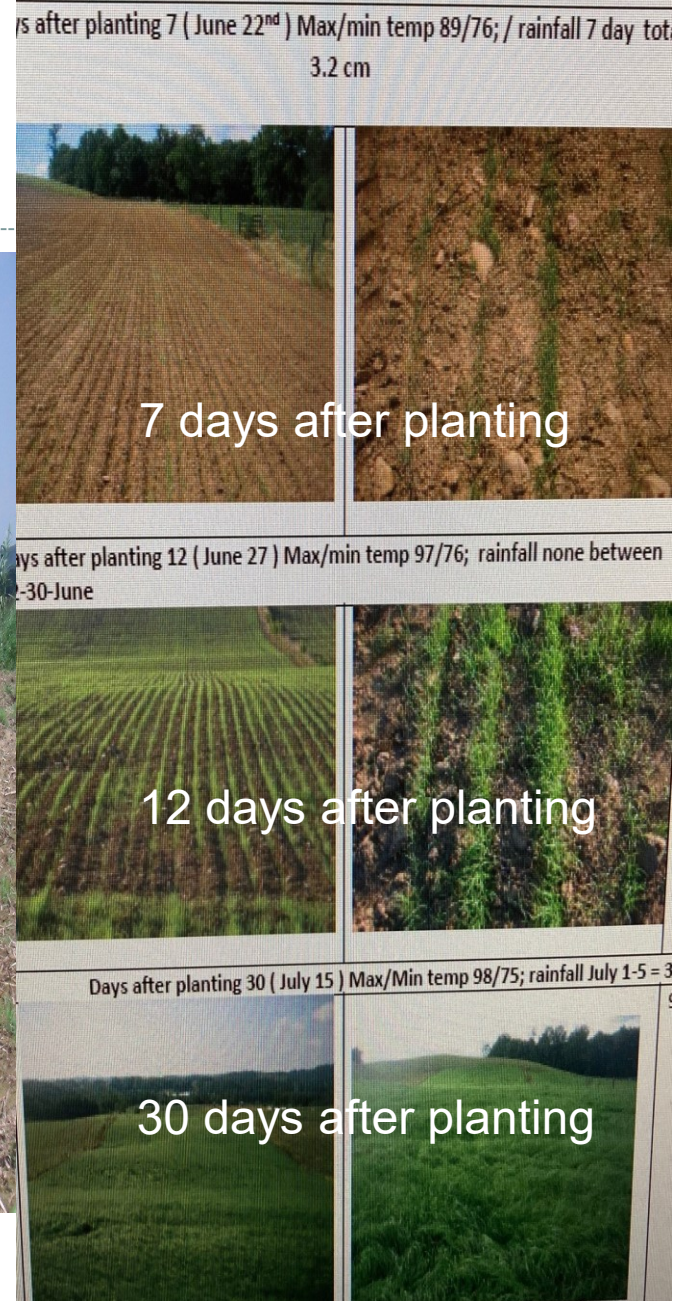 ys after planting 7 ( June 22ⁿᵈ ) Max/min temp 89/76; / rainfall 7 day tot
3.2 cm
7 days after planting
ays after planting 12 ( June 27 ) Max/min temp 97/76; rainfall none between
-30-June
12 days after planting
Days after planting 30 ( July 15 ) Max/Min temp 98/75; rainfall July 1-5 = 3
30 days after planting